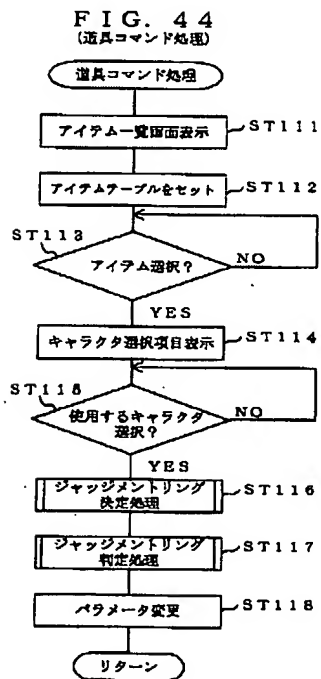 FIG. 44
(道具コマンド処理)
道具コマンド処理
アイテム一覧画面表示
ST111
アイテムテーブルをセット
ST112
ST113
アイテム選択?
NO
YES
キャラクタ選択項目表示
ST114
ST115
使用するキャラクタ
選択?
NO
YES
ジャッジメントリング
決定処理
ST116
ジャッジメントリング
判定処理
ST117
パラメータ変更
ST118
リターン